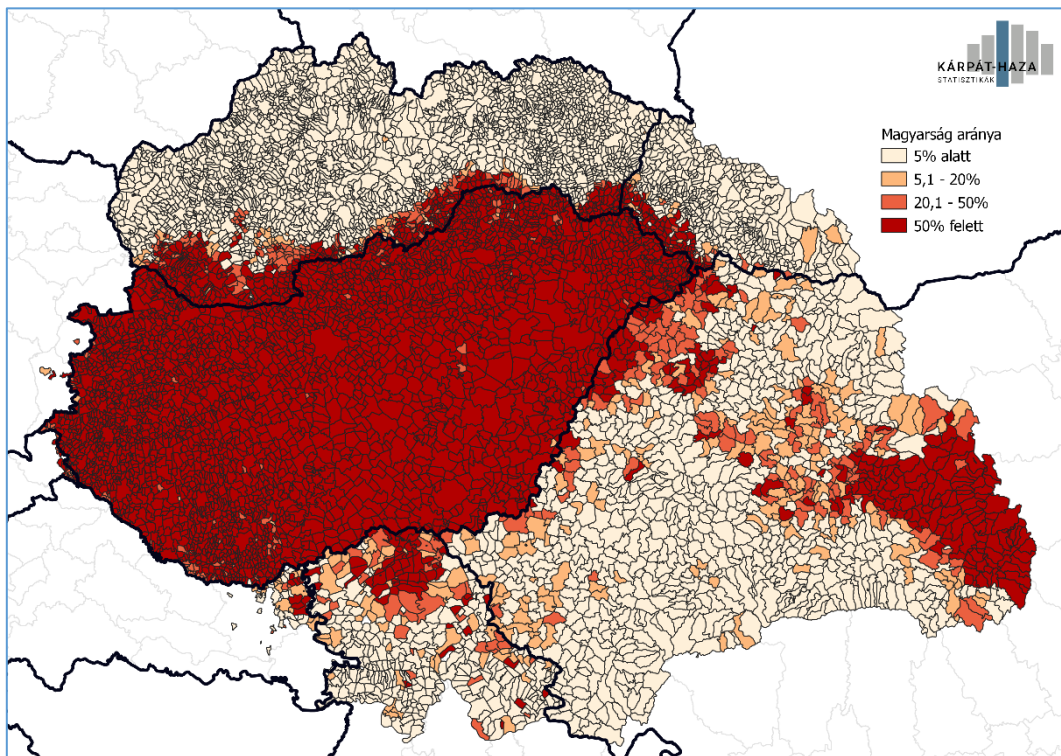 KÁRPÁT-HAZA
STATISZTIKÁK
Magyarság aránya
5% alatt
5,1 - 20%
20,1 - 50%
50% felett